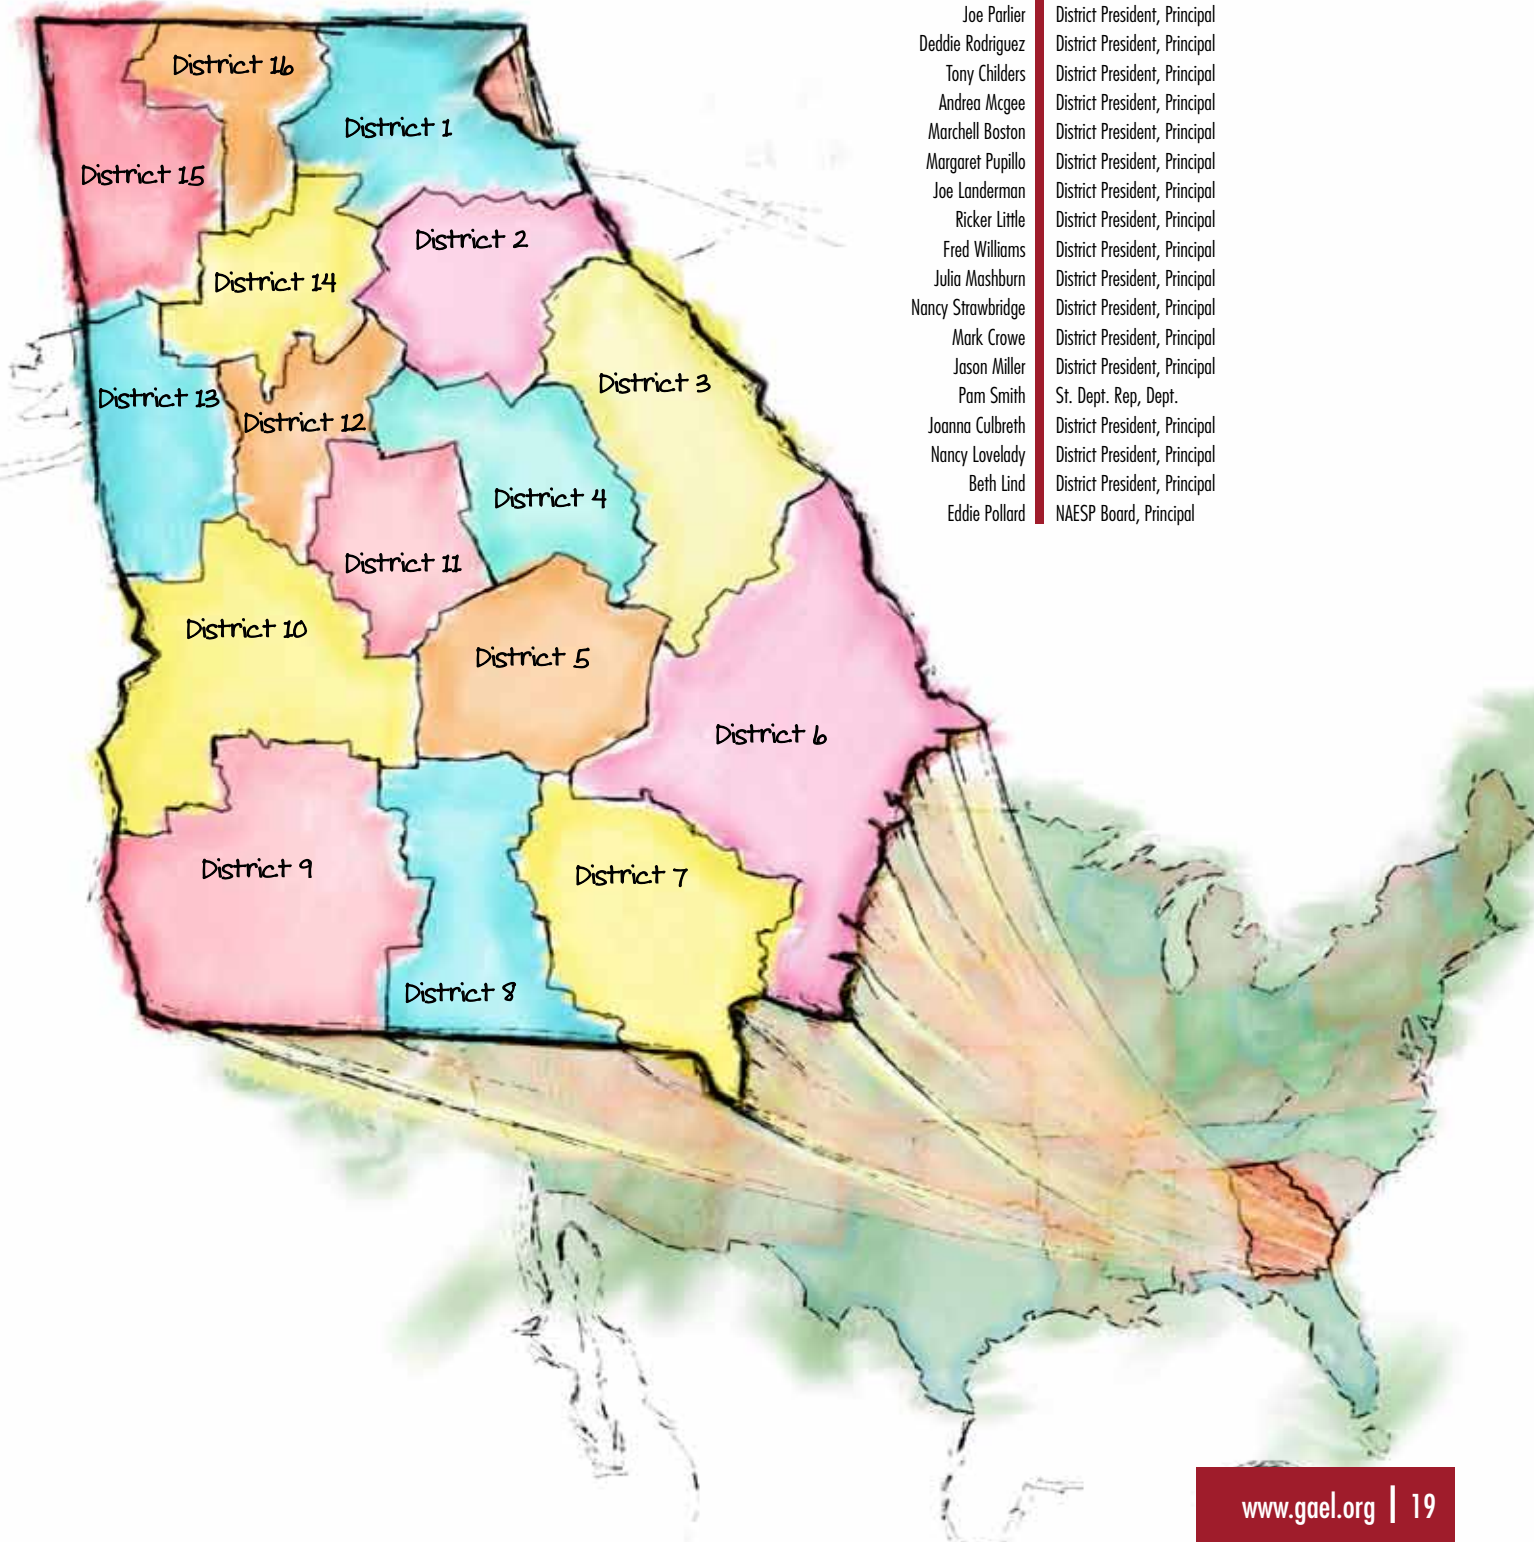 Joe Parlier District President, Principal
Deddie Rodriguez District President, Principal
Tony Childers District President, Principal
Andrea Mcgee District President, Principal
Marchell Boston District President, Principal
Margaret Pupillo District President, Principal
Joe Landerman District President, Principal
Ricker Little District President, Principal
Fred Williams District President, Principal
Julia Mashburn District President, Principal
Nancy Strawbridge District President, Principal
Mark Crowe District President, Principal
Jason Miller District President, Principal
Pam Smith St. Dept. Rep, Dept.
Joanna Culbreth District President, Principal
Nancy Lovelady District President, Principal
Beth Lind District President, Principal
Eddie Pollard NAESP Board, Principal
District 16
District 1
District 15
District 2
District 14
District 3
District 13
District 12
District 4
District 11
District 10
District 5
District 6
District 9
District 7
District 8
www.gael.org | 19